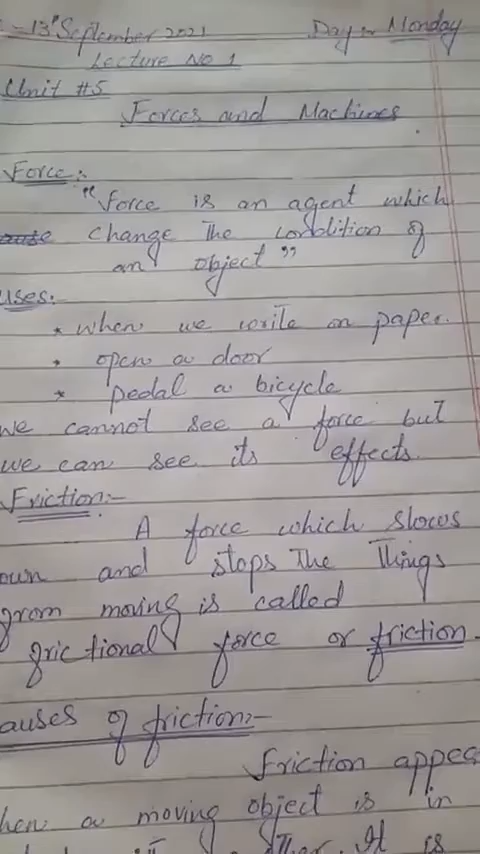 - 13th September 2021 Day :- Monday
Lecture No 1
Unit #5
Forces and Machines
Force:-
"Force is an agent which
change The condition of
an object"
uses:-
* when we write on paper.
* open a door
* pedal a bicycle
we cannot see a force but
we can see its effects.
Friction:-
A force which slows
own and stops The Things
from moving is called
frictional force or friction.
auses of friction:-
Friction appea
hen a moving object is in
It is